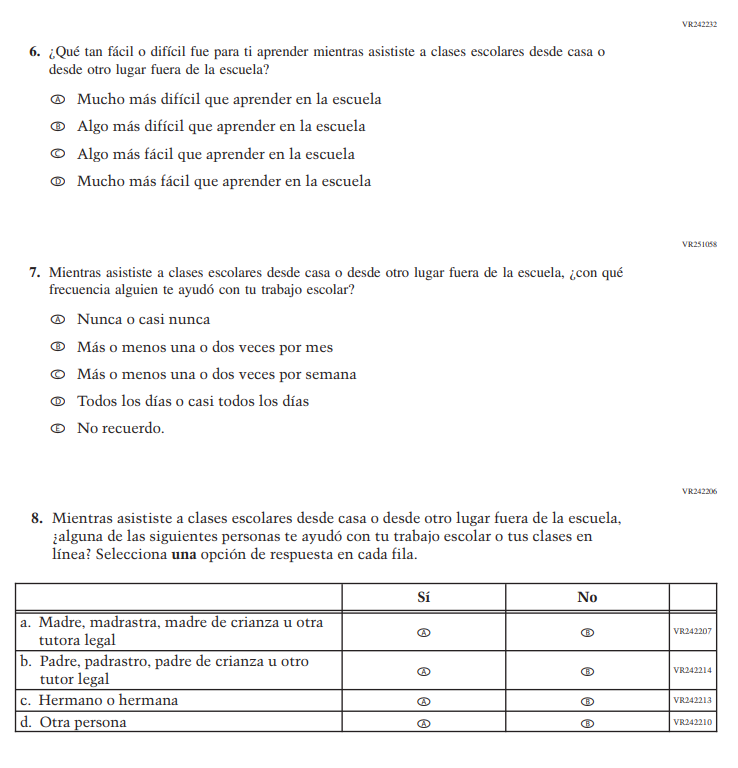 VR242232
6. ¿Qué tan fácil o difícil fue para ti aprender mientras asististe a clases escolares desde casa o
desde otro lugar fuera de la escuela?
Ⓐ Mucho más difícil que aprender en la escuela
Ⓑ Algo más difícil que aprender en la escuela
Ⓒ Algo más fácil que aprender en la escuela
Ⓓ Mucho más fácil que aprender en la escuela
VR251058
7. Mientras asististe a clases escolares desde casa o desde otro lugar fuera de la escuela, ¿con qué
frecuencia alguien te ayudó con tu trabajo escolar?
Ⓐ Nunca o casi nunca
Ⓑ Más o menos una o dos veces por mes
Ⓒ Más o menos una o dos veces por semana
Ⓓ Todos los días o casi todos los días
Ⓔ No recuerdo.
VR242206
8. Mientras asististe a clases escolares desde casa o desde otro lugar fuera de la escuela,
¿alguna de las siguientes personas te ayudó con tu trabajo escolar o tus clases en
línea? Selecciona una opción de respuesta en cada fila.
Sí No
a. Madre, madrastra, madre de crianza u otra
tutora legal Ⓐ Ⓑ VR242207
b. Padre, padrastro, padre de crianza u otro
tutor legal Ⓐ Ⓑ VR242214
c. Hermano o hermana Ⓐ Ⓑ VR242213
d. Otra persona Ⓐ Ⓑ VR242210